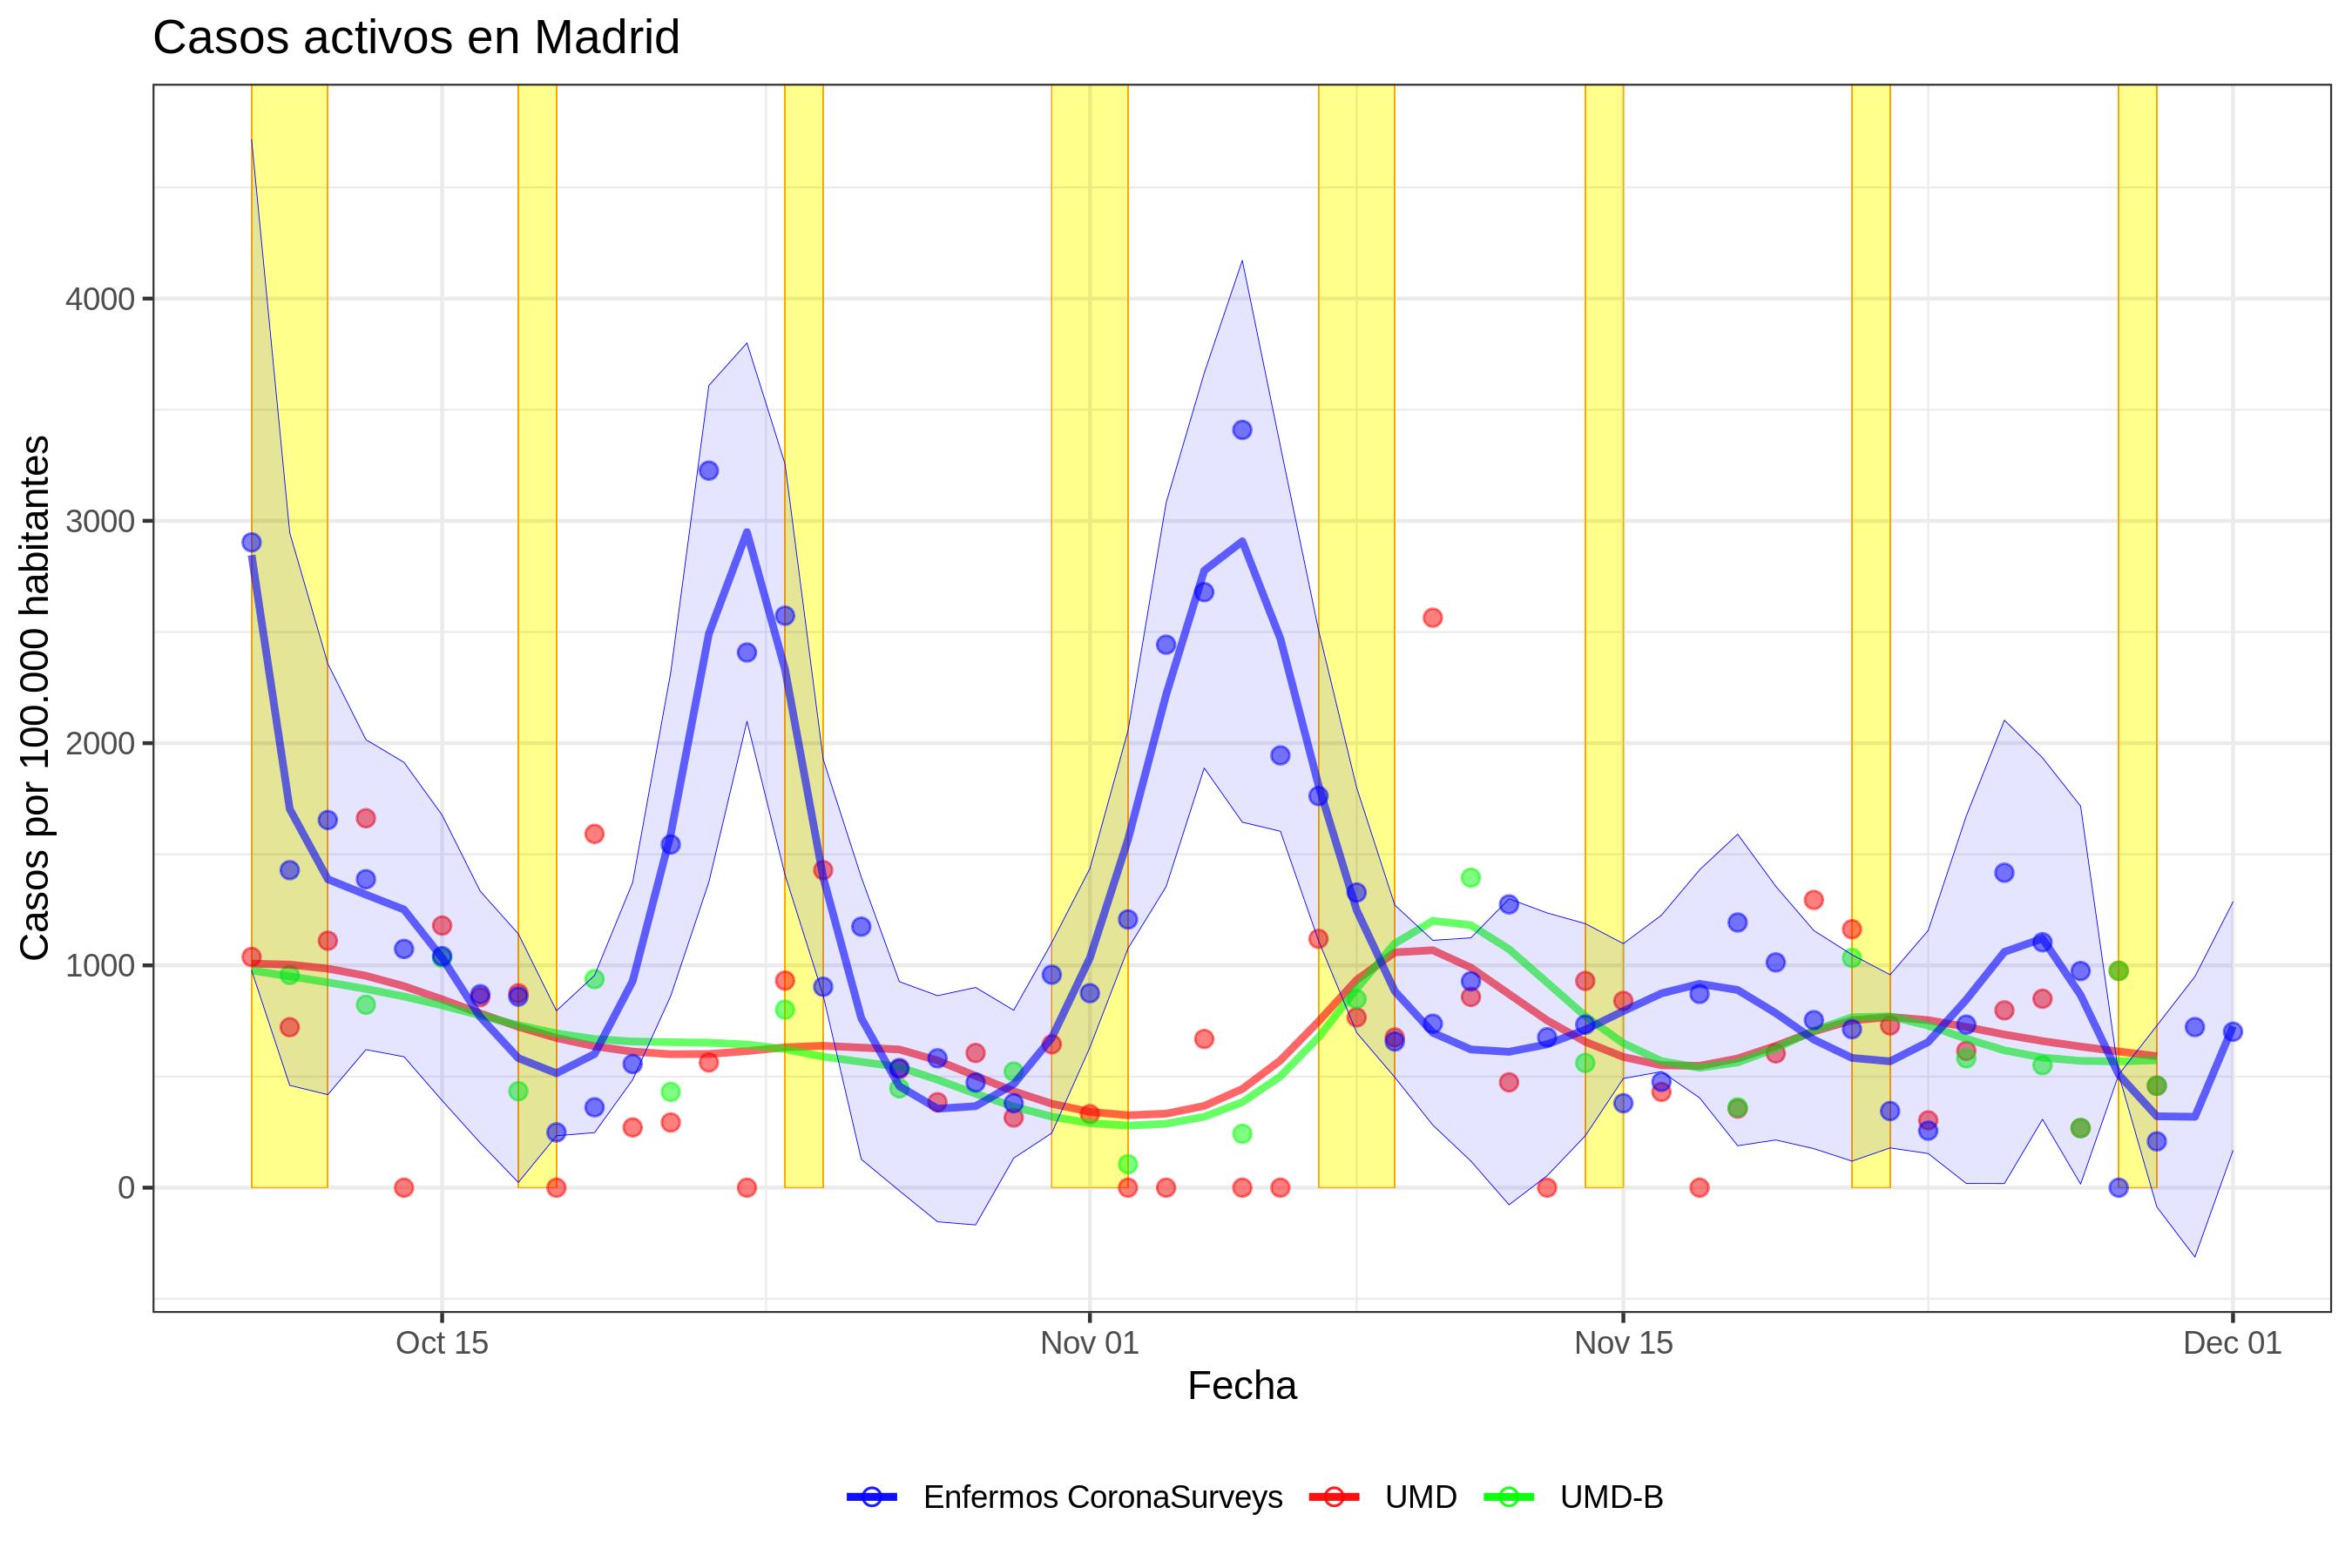 Casos activos en Madrid
Casos por 100.000 habitantes
4000
3000
2000
1000
0
Oct 15
Nov 01
Nov 15
Dec 01
Fecha
Enfermos CoronaSurveys
UMD
UMD-B